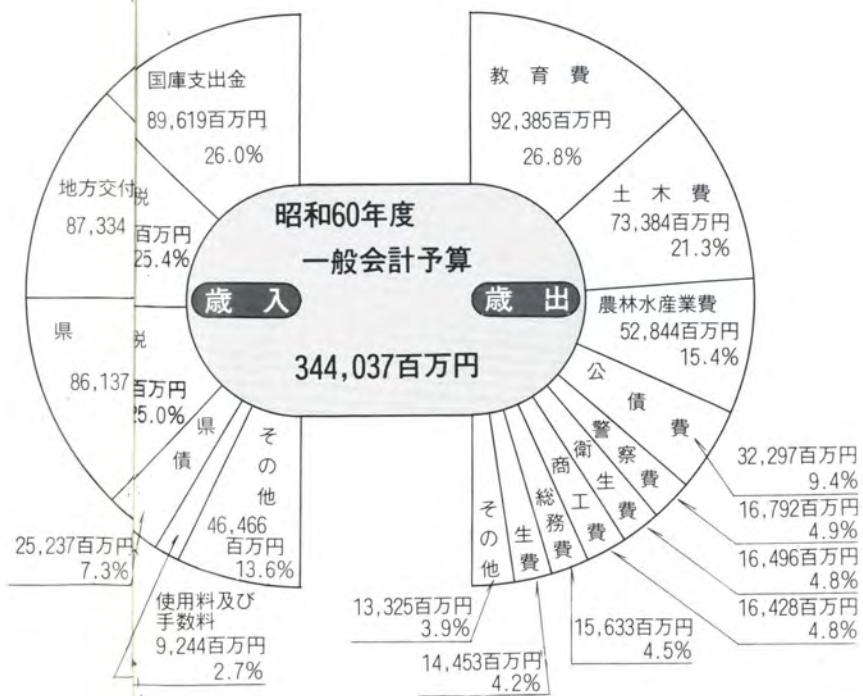 昭和60年度
一般会計予算
歳入
歳出
344,037百万円
国庫支出金
89,619百万円
26.0%
地方交付税
87,334百万円
25.4%
県税
86,137百万円
25.0%
県債
25,237百万円
7.3%
使用料及び
手数料
9,244百万円
2.7%
その他
46,466
百万円
13.6%
教育費
92,385百万円
26.8%
土木費
73,384百万円
21.3%
農林水産業費
52,844百万円
15.4%
公債費
32,297百万円
9.4%
警察費
16,792百万円
4.9%
衛生費
16,496百万円
4.8%
商工費
16,428百万円
4.8%
総務費
15,633百万円
4.5%
生費
14,453百万円
4.2%
その他
13,325百万円
3.9%